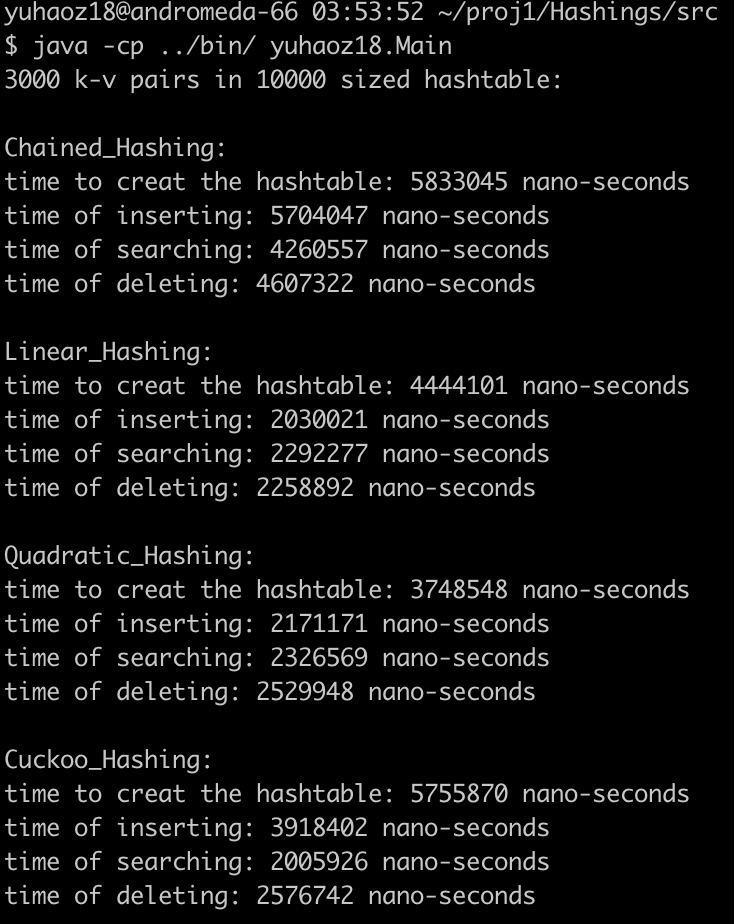 yuhaoz18@andromeda-66 03:53:52 ~/proj1/Hashings/src
$ java -cp ../bin/ yuhaoz18.Main
3000 k-v pairs in 10000 sized hashtable:
Chained_Hashing:
time to creat the hashtable: 5833045 nano-seconds
time of inserting: 5704047 nano-seconds
time of searching: 4260557 nano-seconds
time of deleting: 4607322 nano-seconds
Linear_Hashing:
time to creat the hashtable: 4444101 nano-seconds
time of inserting: 2030021 nano-seconds
time of searching: 2292277 nano-seconds
time of deleting: 2258892 nano-seconds
Quadratic_Hashing:
time to creat the hashtable: 3748548 nano-seconds
time of inserting: 2171171 nano-seconds
time of searching: 2326569 nano-seconds
time of deleting: 2529948 nano-seconds
Cuckoo_Hashing:
time to creat the hashtable: 5755870 nano-seconds
time of inserting: 3918402 nano-seconds
time of searching: 2005926 nano-seconds
time of deleting: 2576742 nano-seconds